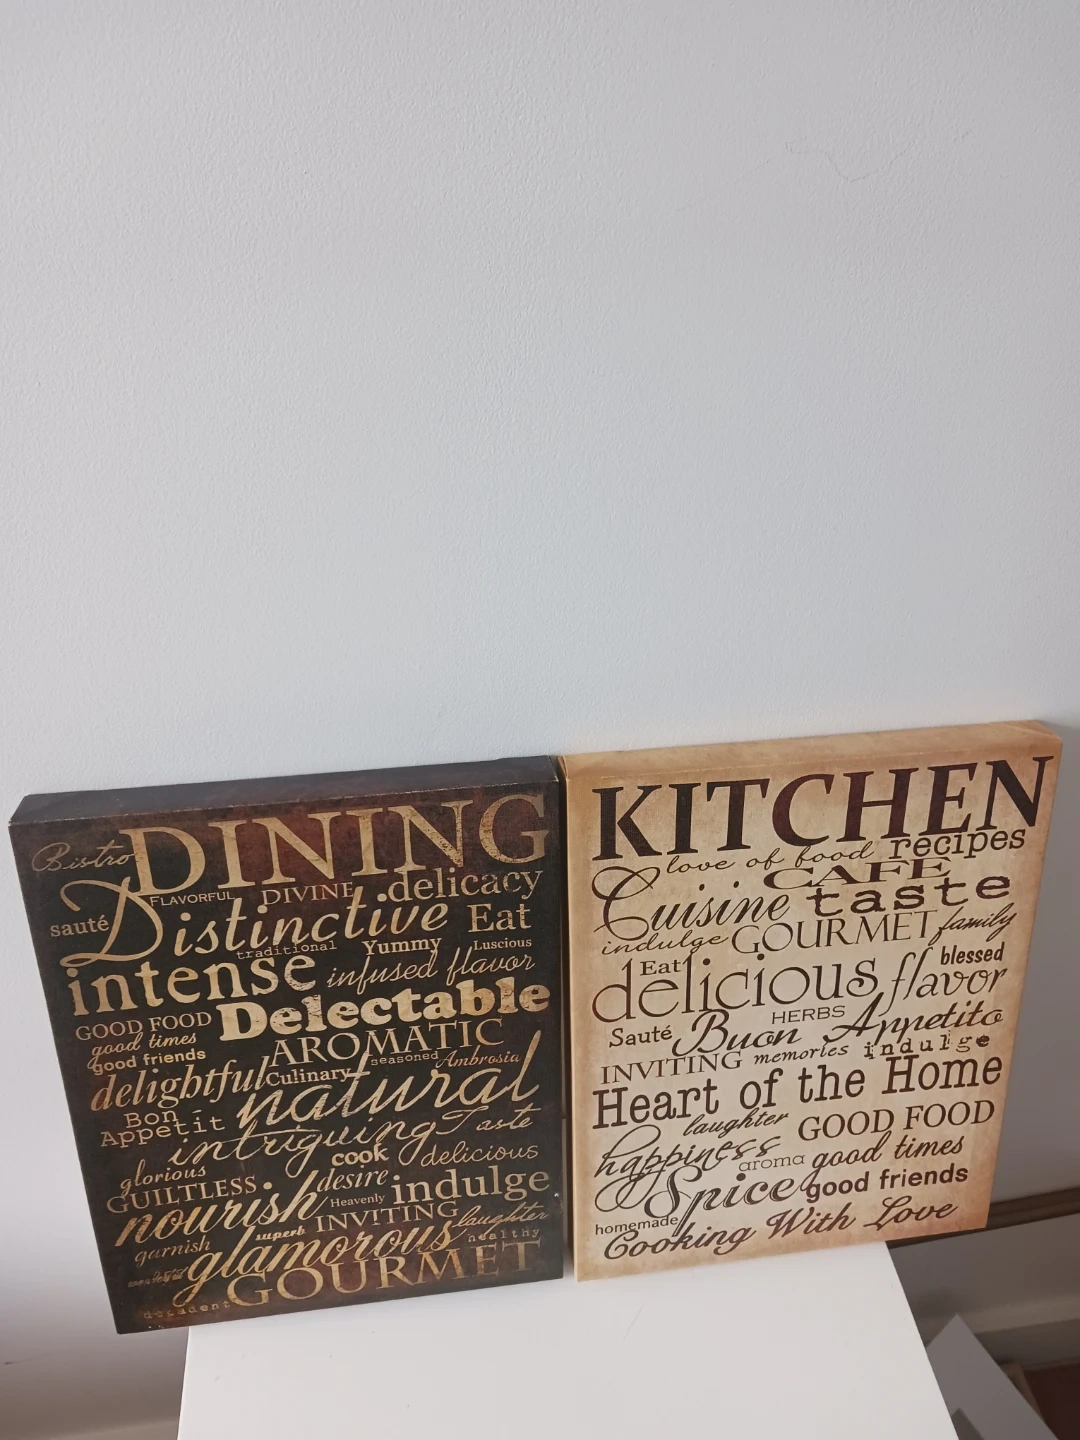 DINING
Bistro
FLAVORFUL DIVINE delicacy
sauté Distinctive Eat
traditional Yummy Luscious
intense infused flavor
Delectable
GOOD FOOD
good times
good friends
AROMATIC
seasoned Ambrosia
delightful Culinary natural
Bon
Appétit
intriguing Taste
cook delicious
glorious
GUILTLESS desire
Heavenly indulge
nourish INVITING laughter
garnish superb healthy
glamorous
GOURMET
decadent
KITCHEN
love of food recipes
CAFE
Cuisine taste
indulge GOURMET family
Eat blessed
delicious flavor
HERBS
Sauté Buon Appetito
INVITING memories indulge
Heart of the Home
laughter GOOD FOOD
happiness aroma good times
Spice good friends
homemade
Cooking With Love